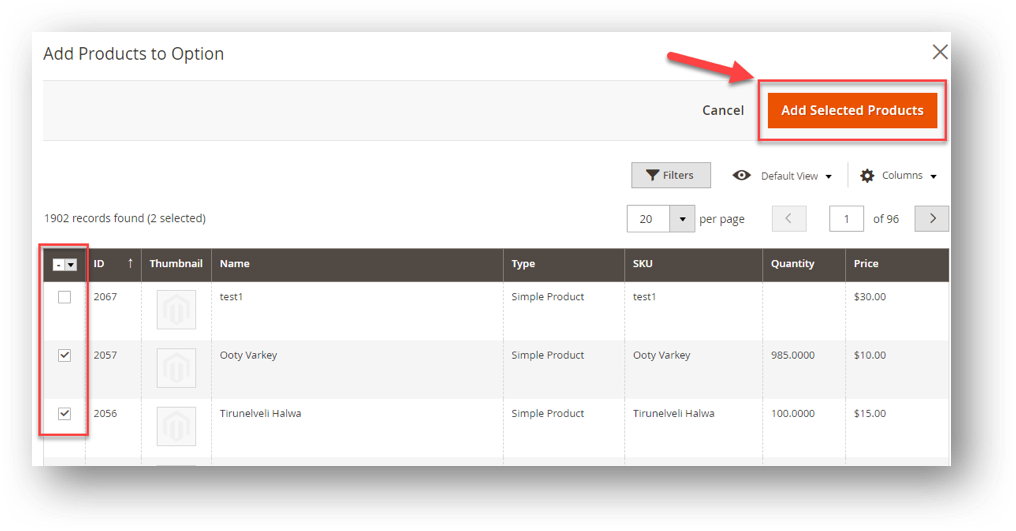 Add Products to Option
Cancel Add Selected Products
Filters Default View Columns
1902 records found (2 selected) 20 per page 1 of 96
ID ↑ Thumbnail Name Type SKU Quantity Price
2067 test1 Simple Product test1 $30.00
2057 Ooty Varkey Simple Product Ooty Varkey 985.0000 $10.00
2056 Tirunelveli Halwa Simple Product Tirunelveli Halwa 100.0000 $15.00